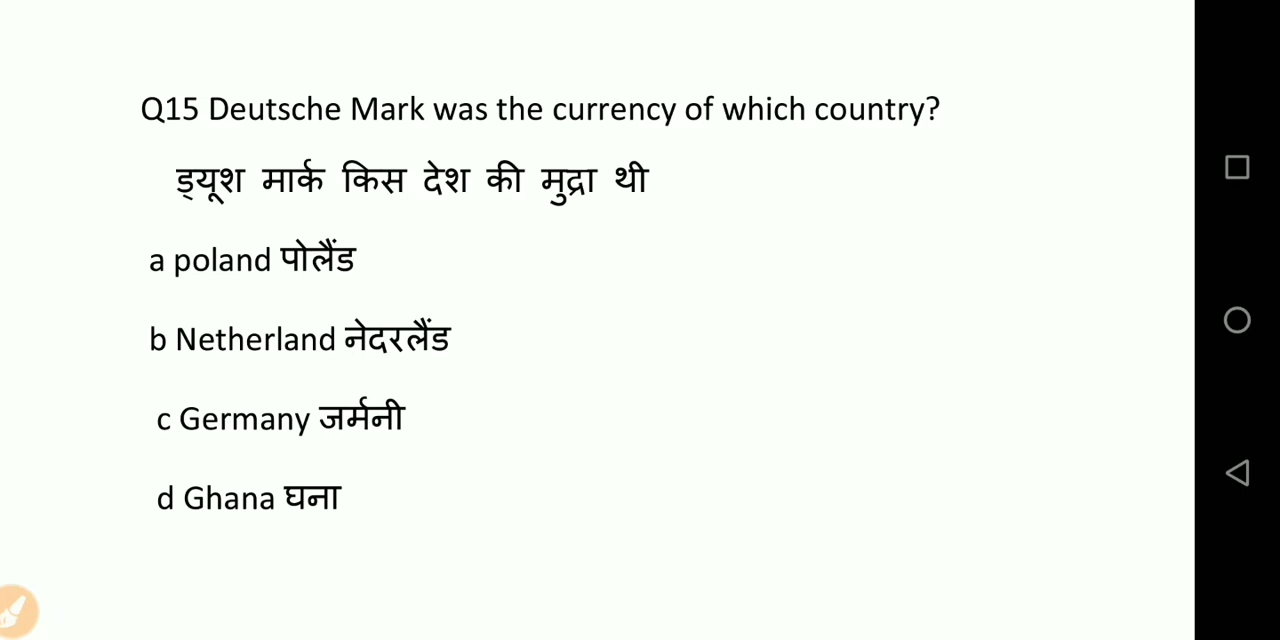 Q15 Deutsche Mark was the currency of which country?
ड्यूश मार्क किस देश की मुद्रा थी
a poland पोलैंड
b Netherland नेदरलैंड
c Germany जर्मनी
d Ghana घना